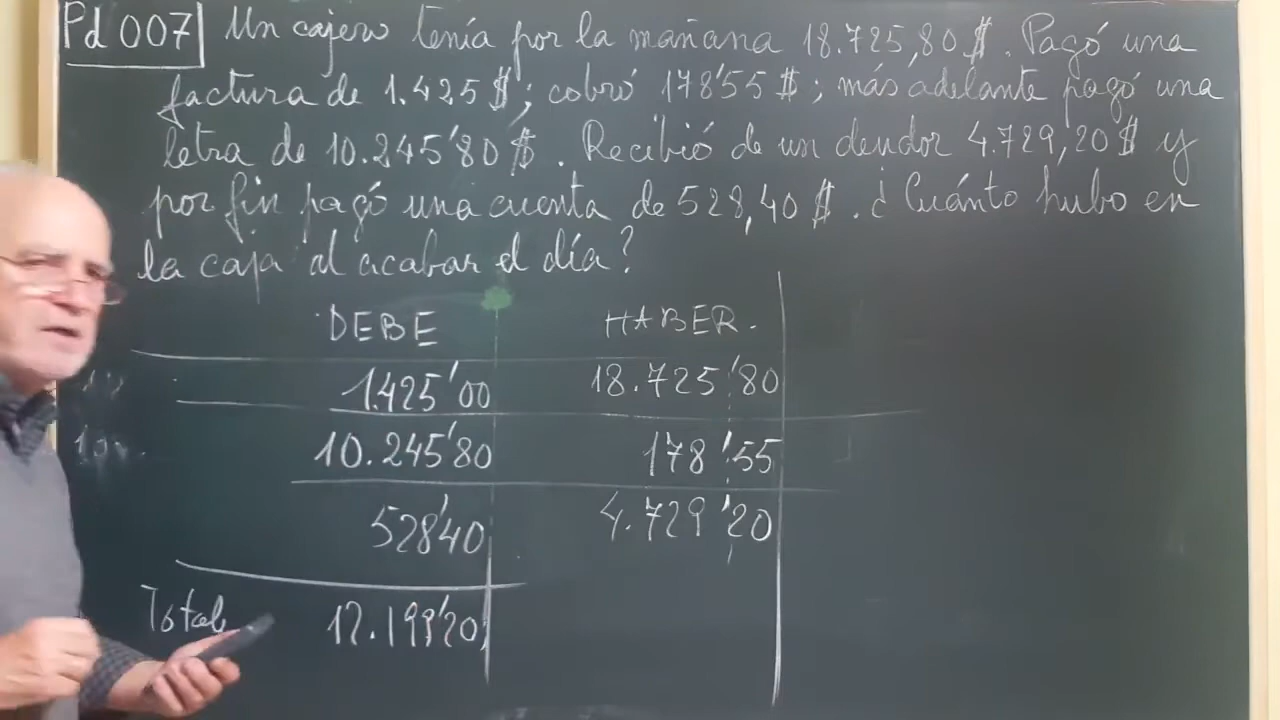 Pd 007 Un cajero tenía por la mañana 18.725,80 $. Pagó una
factura de 1.425 $; cobró 178'55 $; más adelante pagó una
letra de 10.245'80 $. Recibió de un deudor 4.729,20 $ y
por fin pagó una cuenta de 528,40 $. ¿Cuánto hubo en
la caja al acabar el día?
DEBE HABER.
1.425'00 18.725'80
10.245'80 178'55
528'40 4.729'20
Total 12.199'20